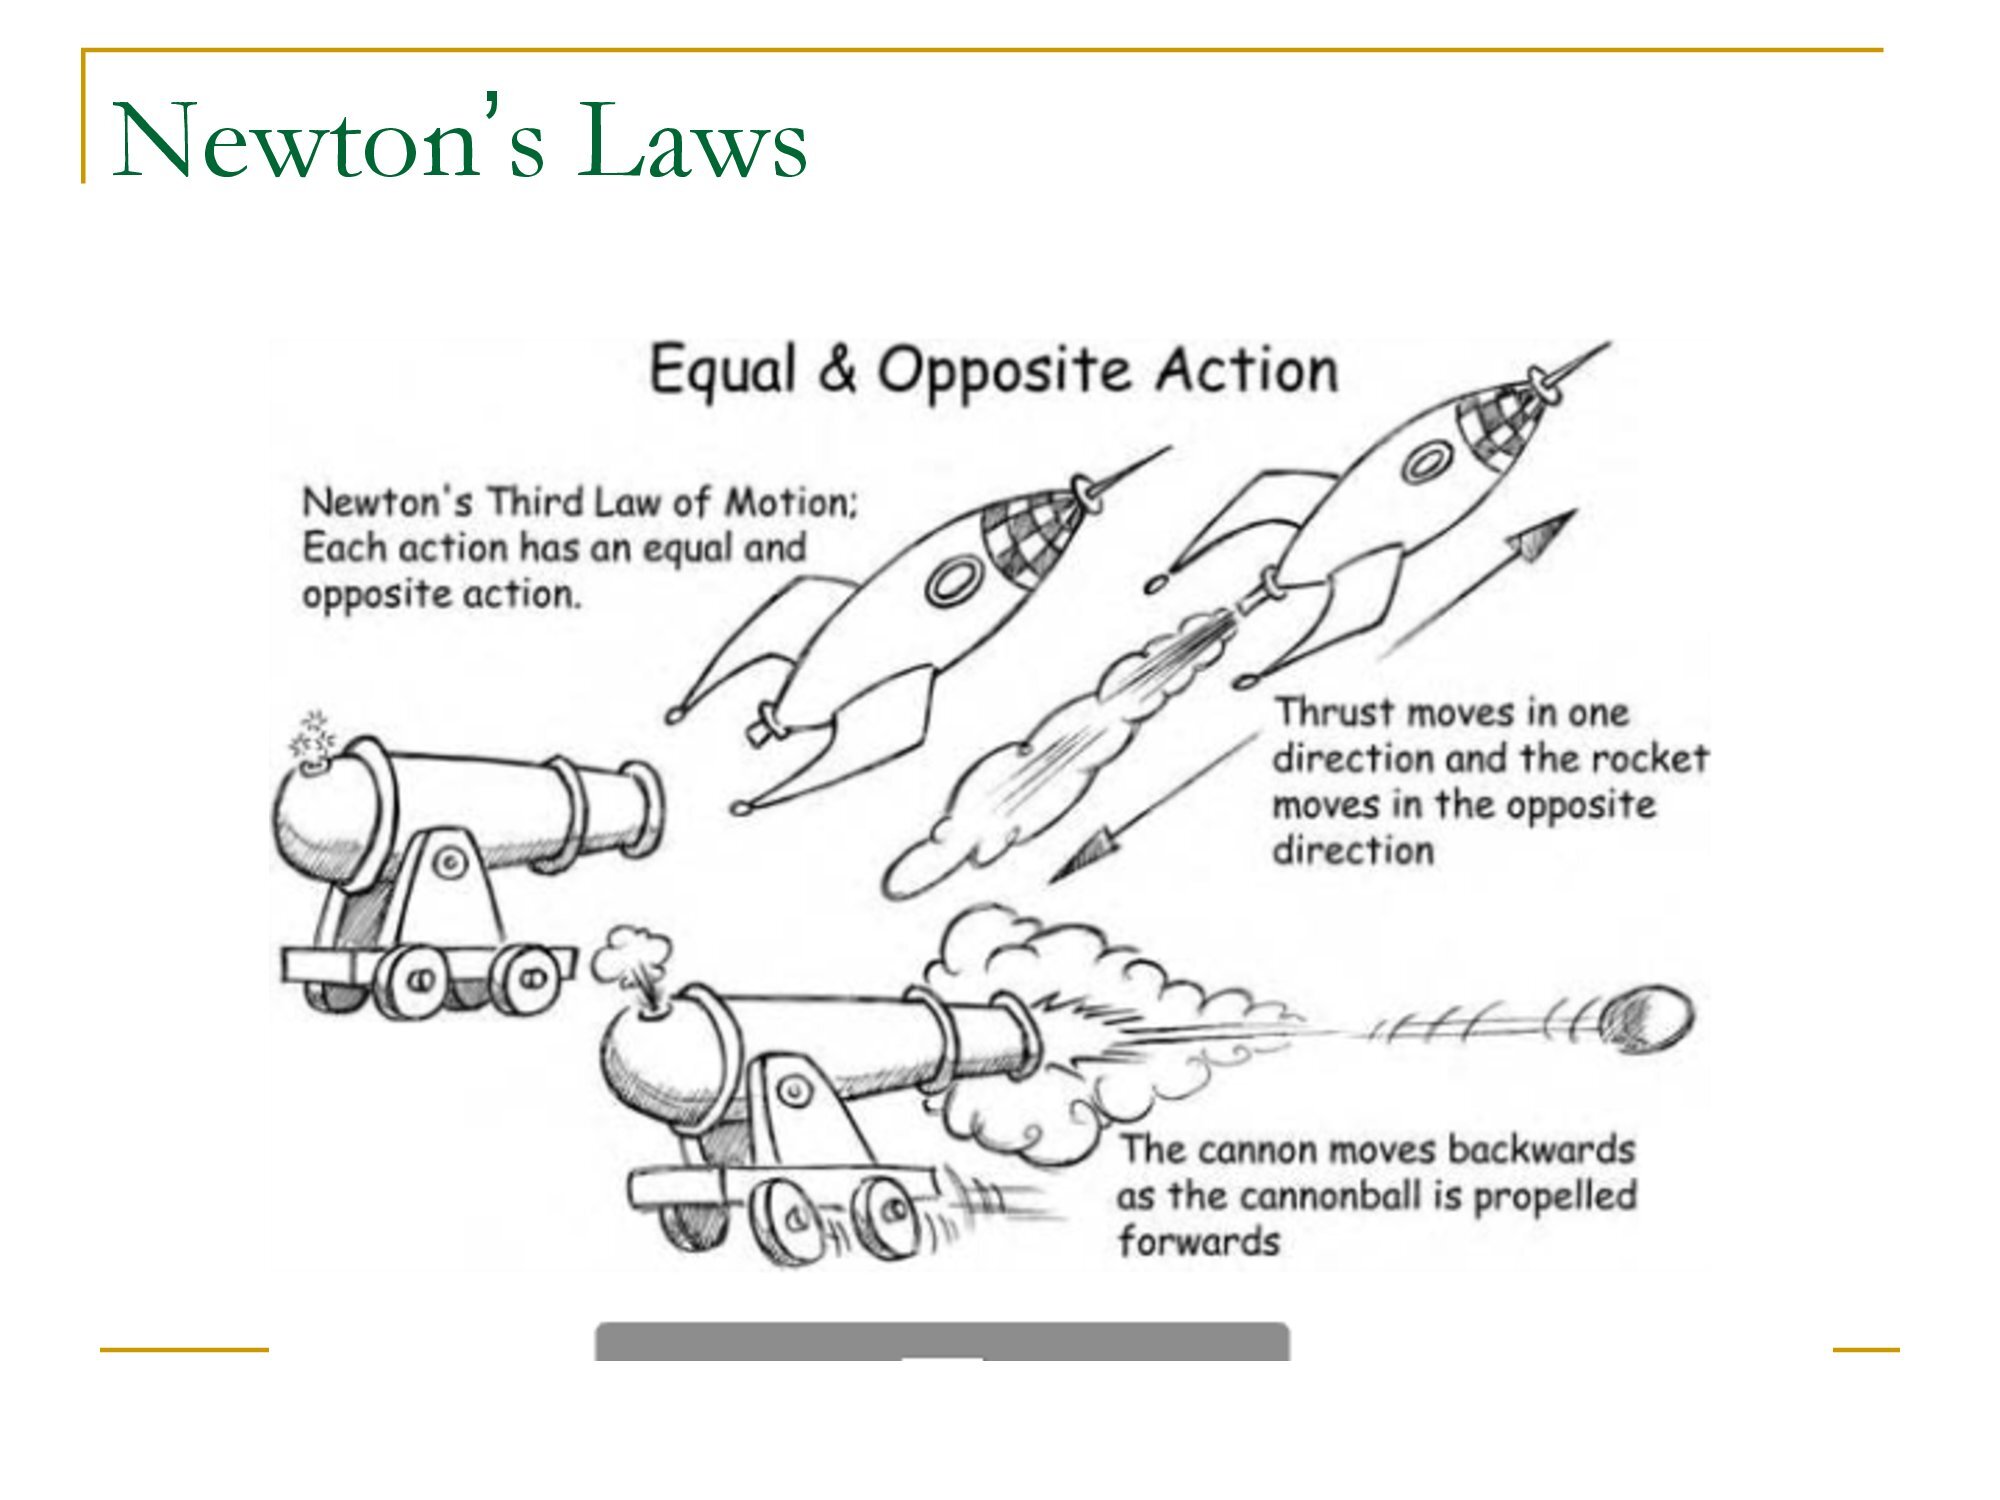 Newton's Laws
Equal & Opposite Action
Newton's Third Law of Motion;
Each action has an equal and
opposite action.
Thrust moves in one
direction and the rocket
moves in the opposite
direction
The cannon moves backwards
as the cannonball is propelled
forwards